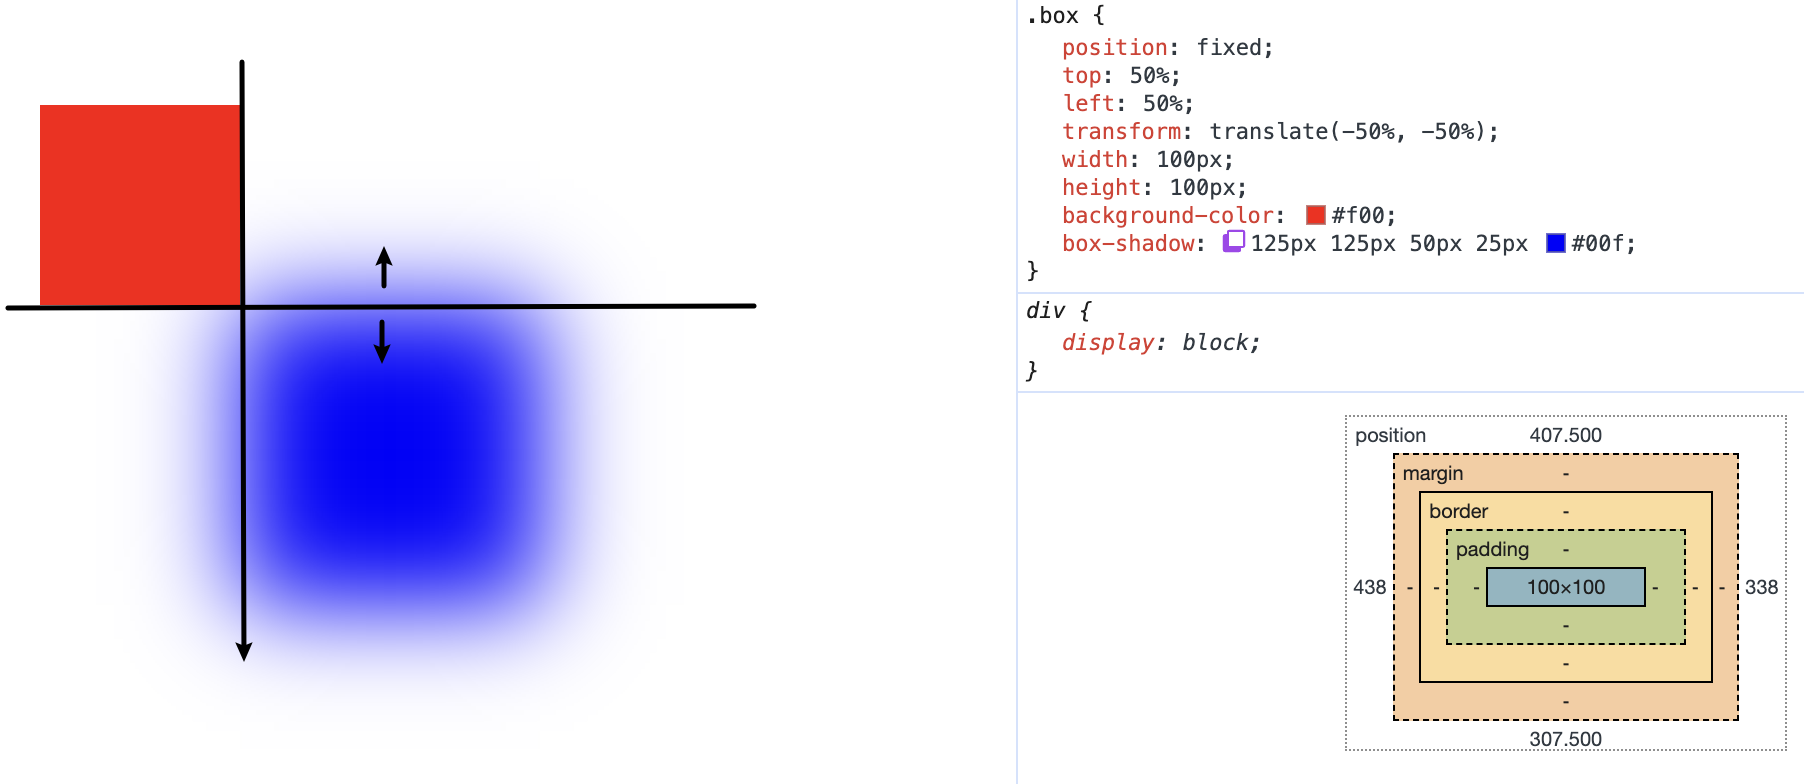 .box {
position: fixed;
top: 50%;
left: 50%;
transform: translate(-50%, -50%);
width: 100px;
height: 100px;
background-color: #f00;
box-shadow: 125px 125px 50px 25px #00f;
}
div {
display: block;
}
position 407.500
margin -
border -
padding -
438 - - - 100×100 - - - 338
-
-
-
307.500